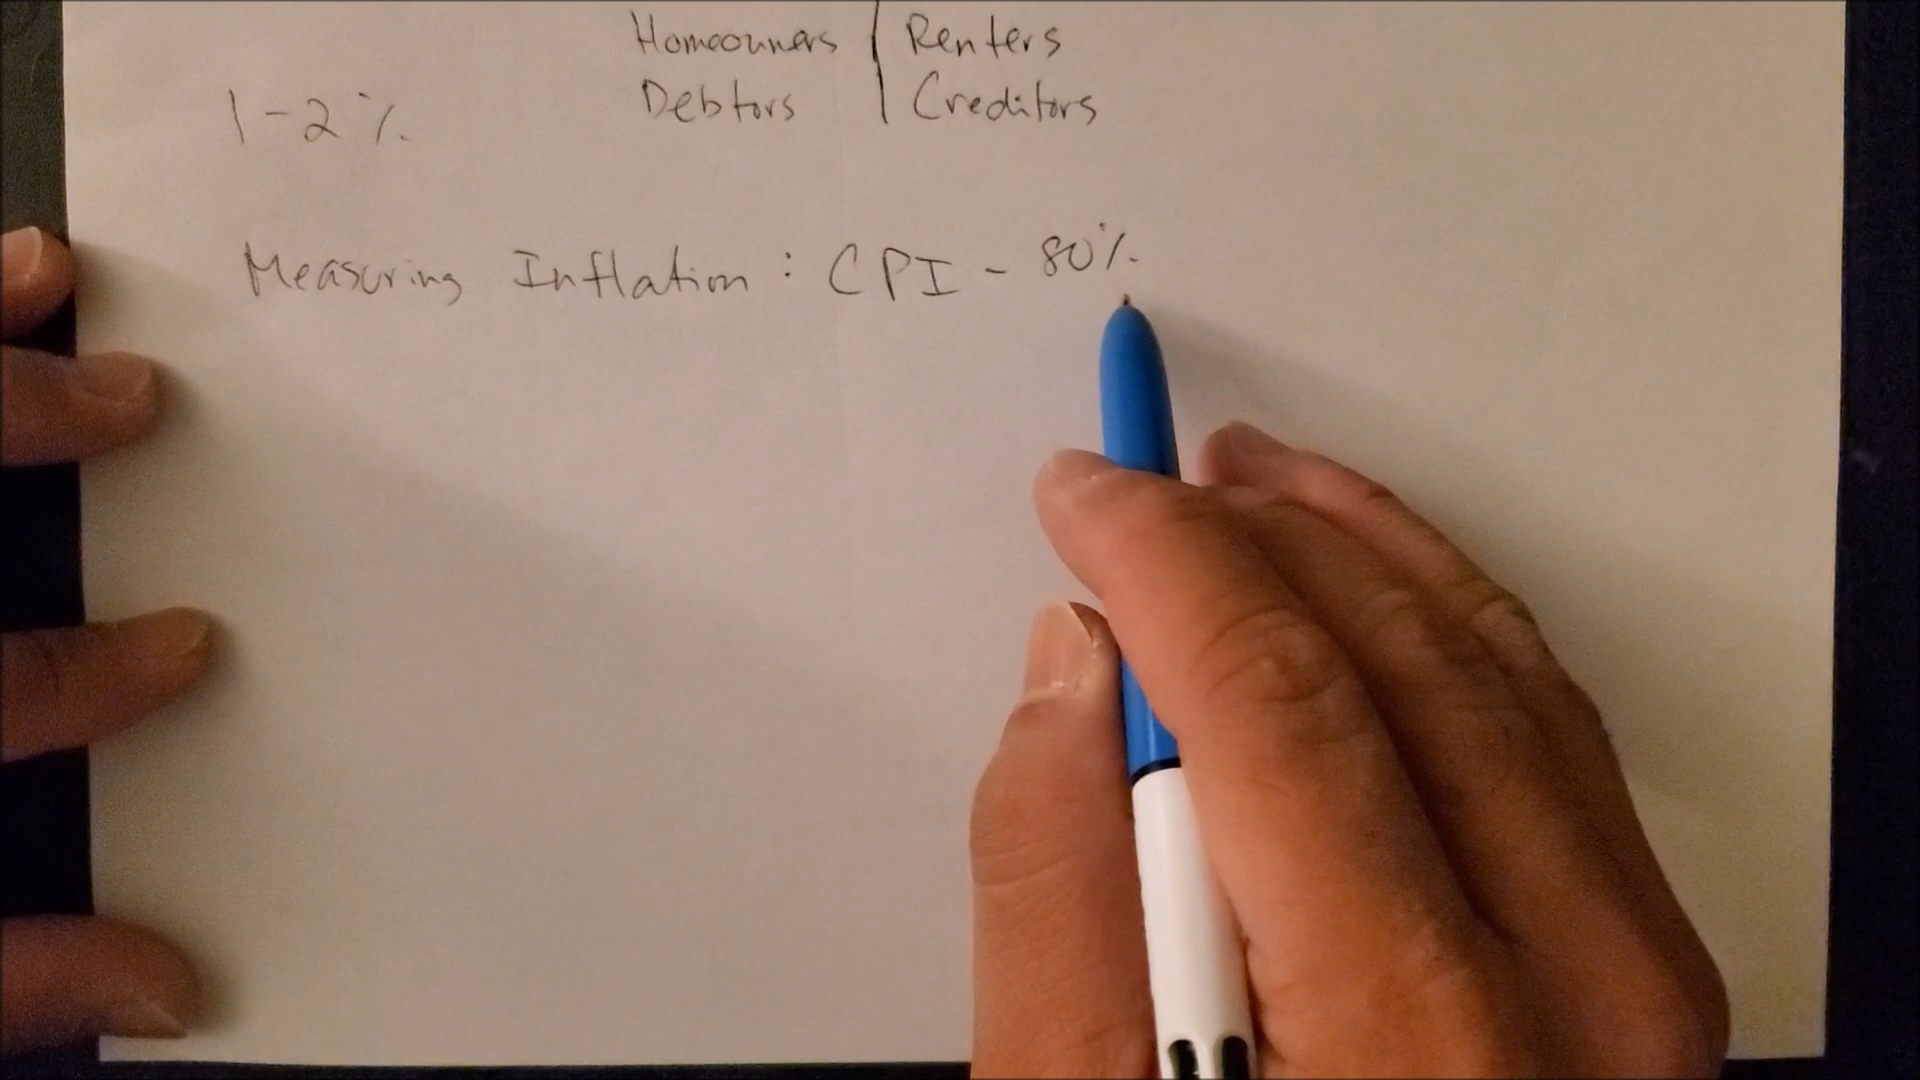 Homeowners | Renters
Debtors | Creditors
1-2%
Measuring Inflation: CPI - 80%